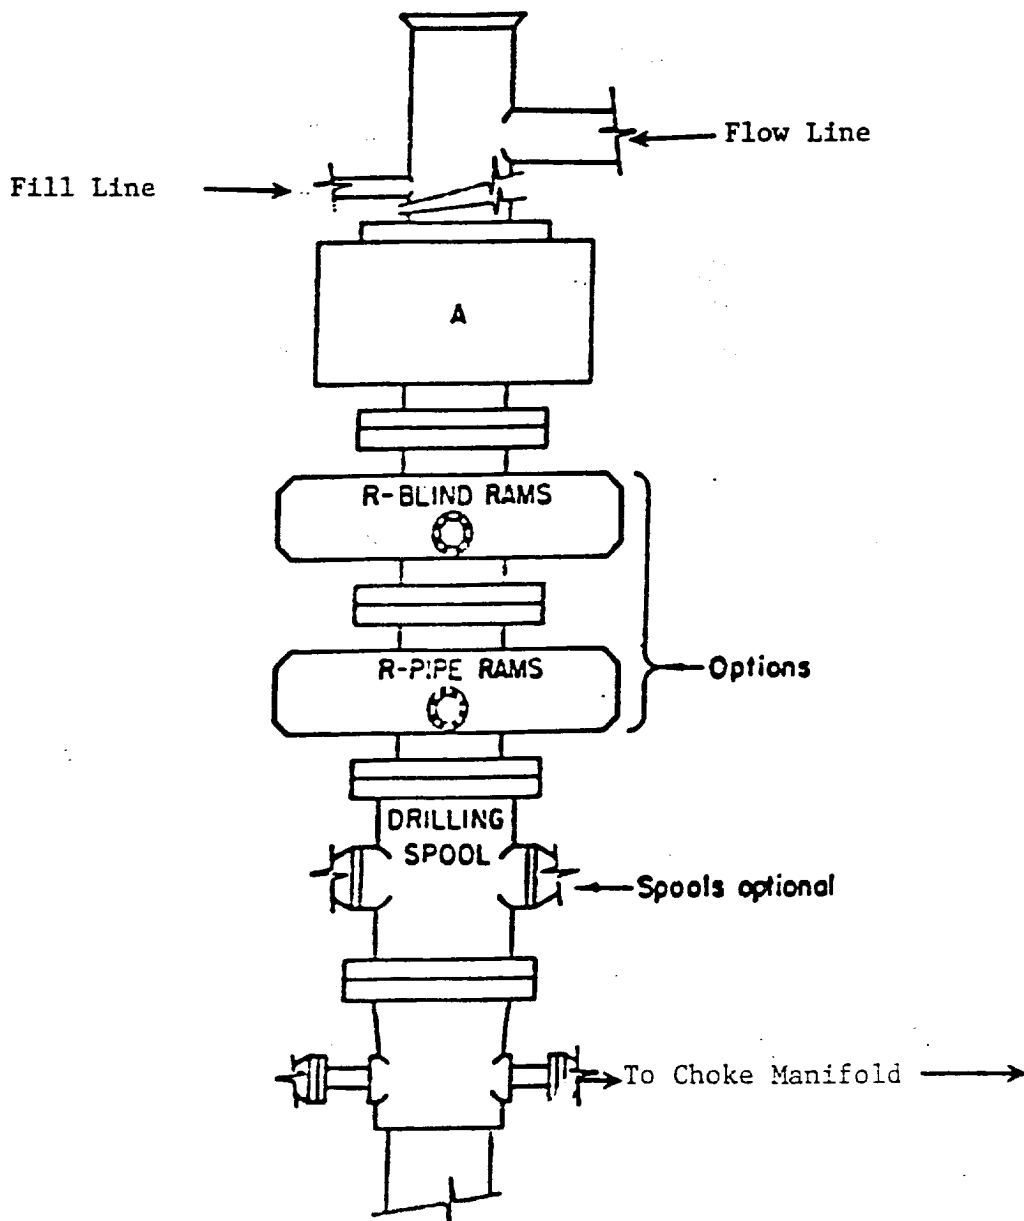 Flow Line
Fill Line
A
R-BLIND RAMS
R-PIPE RAMS
Options
DRILLING
SPOOL
Spools optional
To Choke Manifold